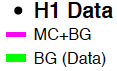 H1 Data
MC+BG
BG (Data)